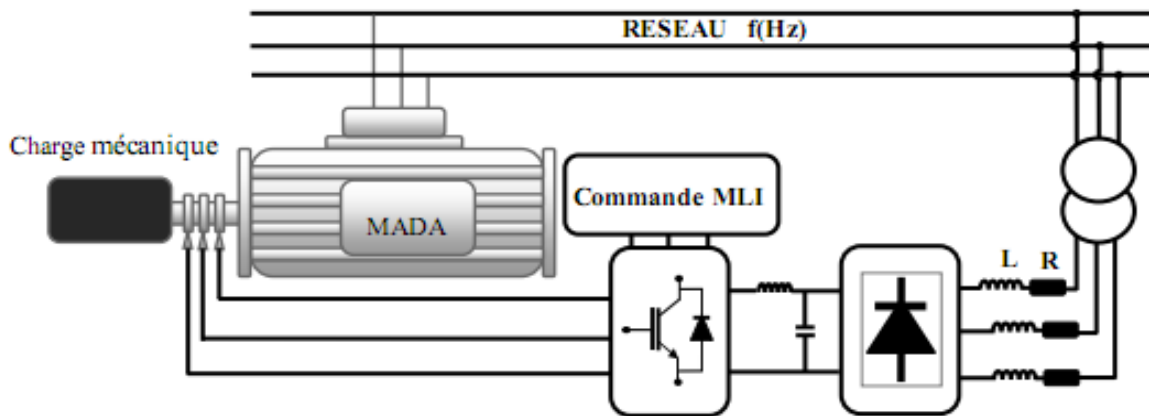 RESEAU f(Hz)
Charge mécanique
Commande MLI
MADA
L R